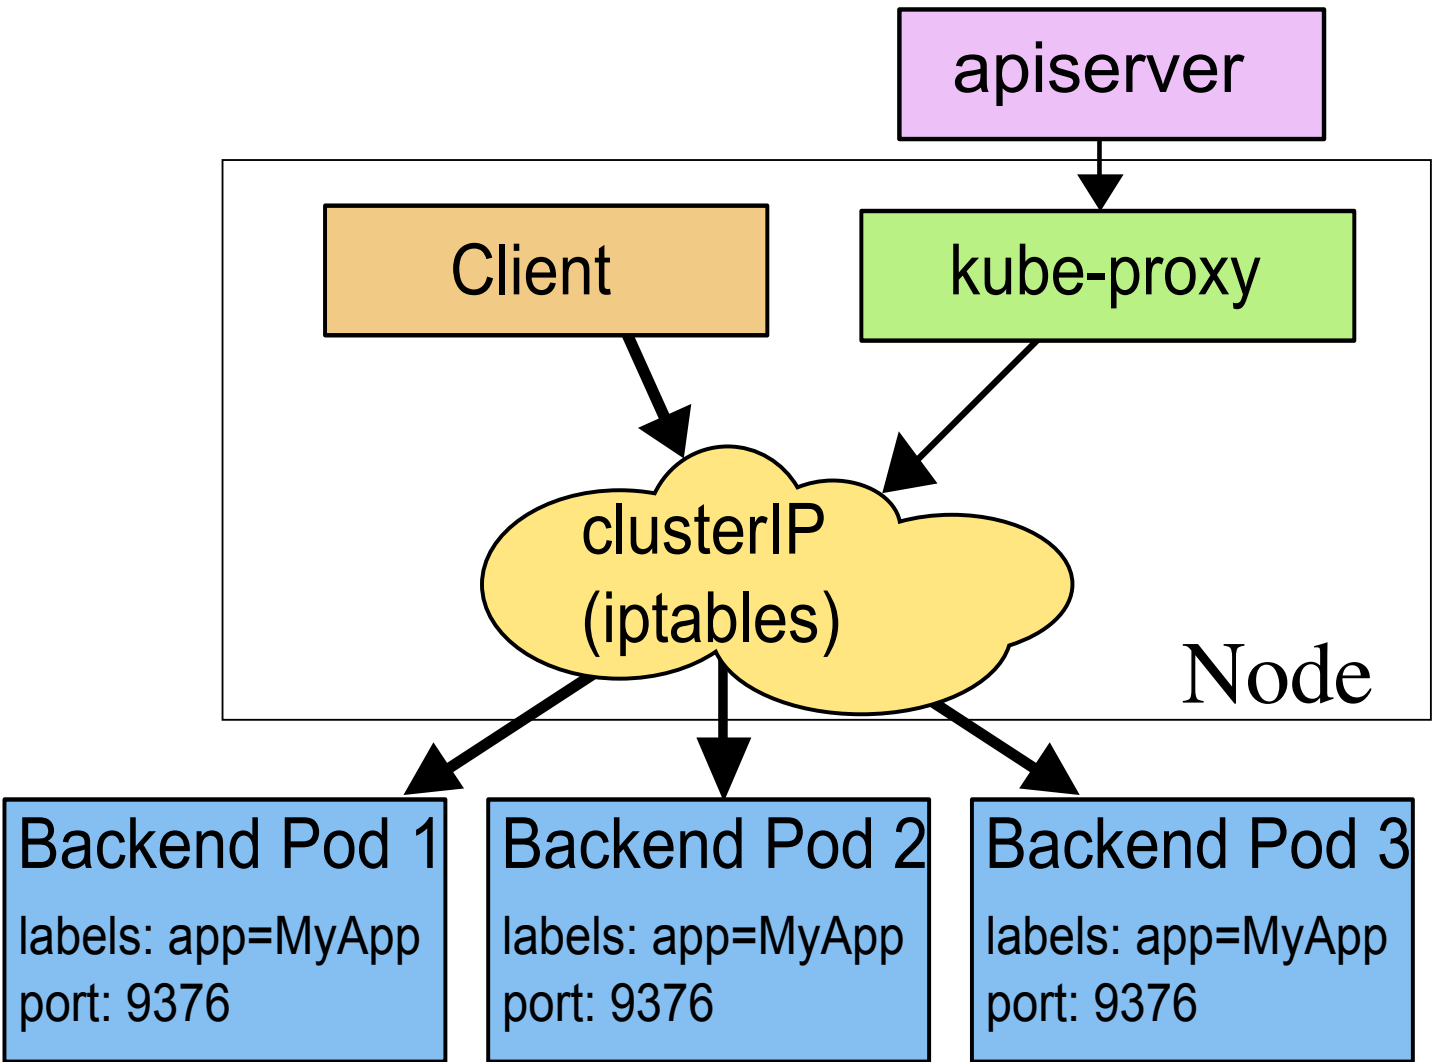 apiserver
Client
kube-proxy
clusterIP
(iptables)
Node
Backend Pod 1
labels: app=MyApp
port: 9376
Backend Pod 2
labels: app=MyApp
port: 9376
Backend Pod 3
labels: app=MyApp
port: 9376